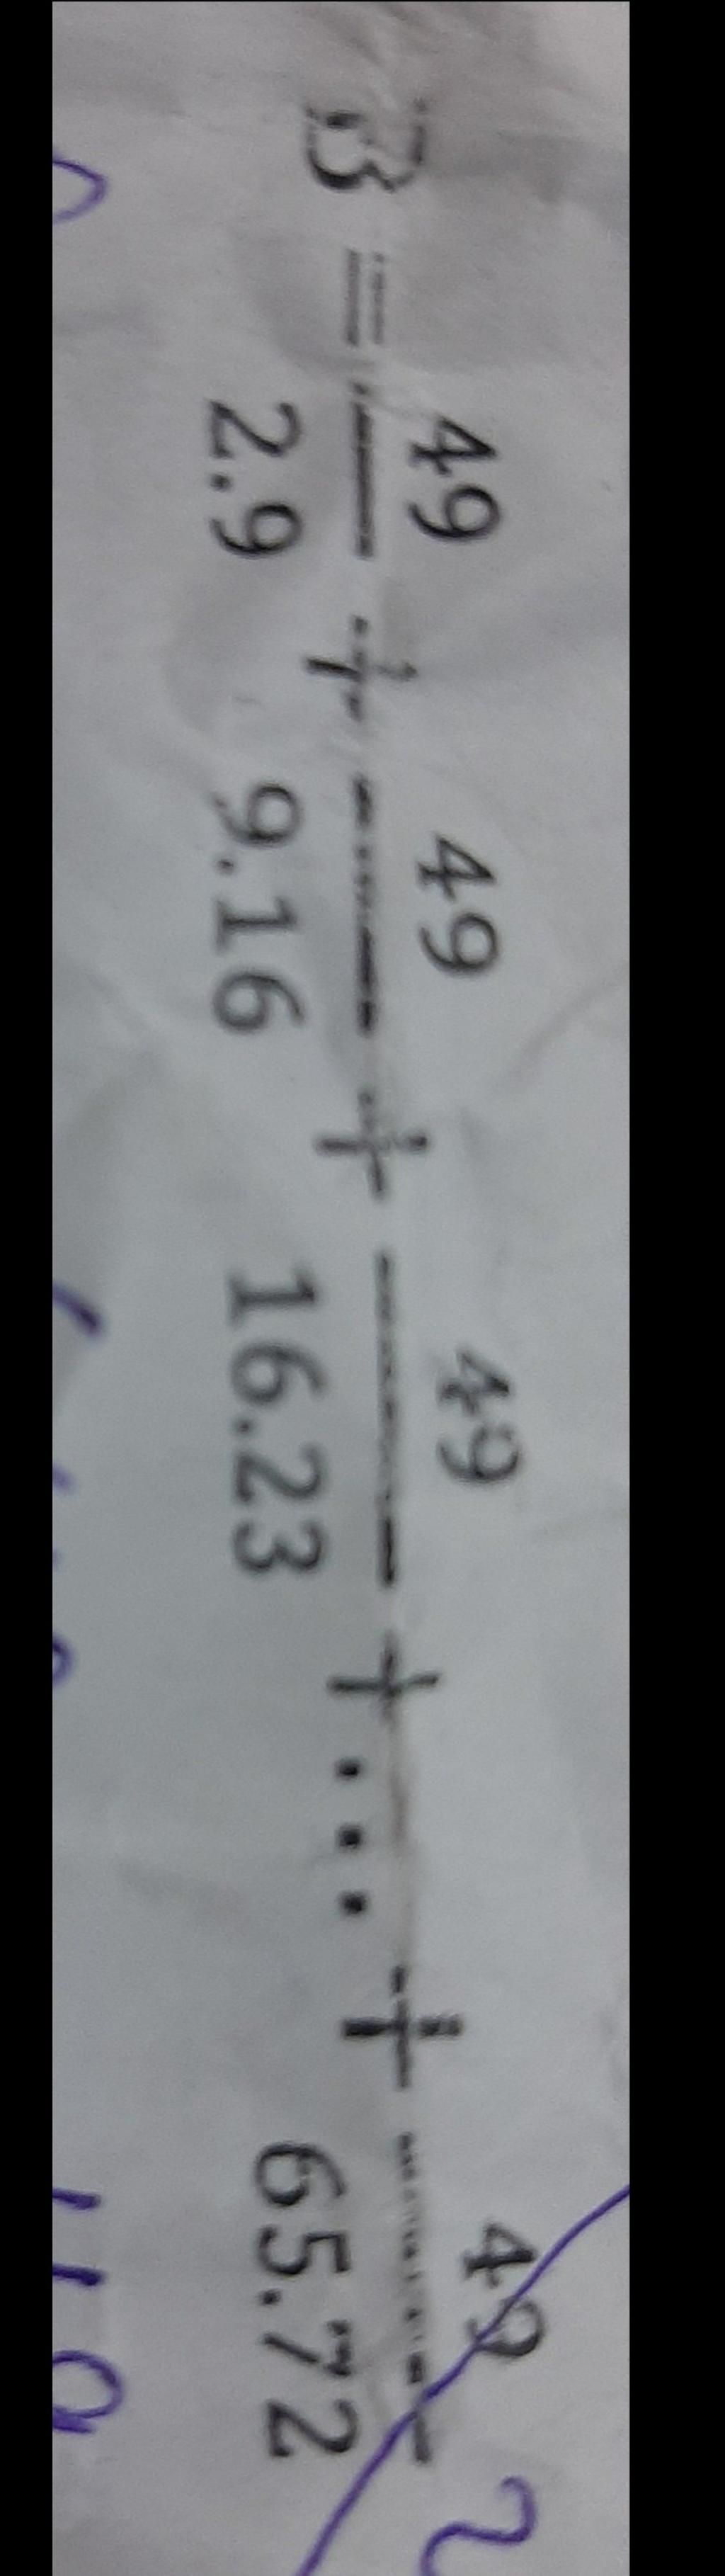 B = 49/2.9 + 49/9.16 + 49/16.23 + ... + 49/65.72